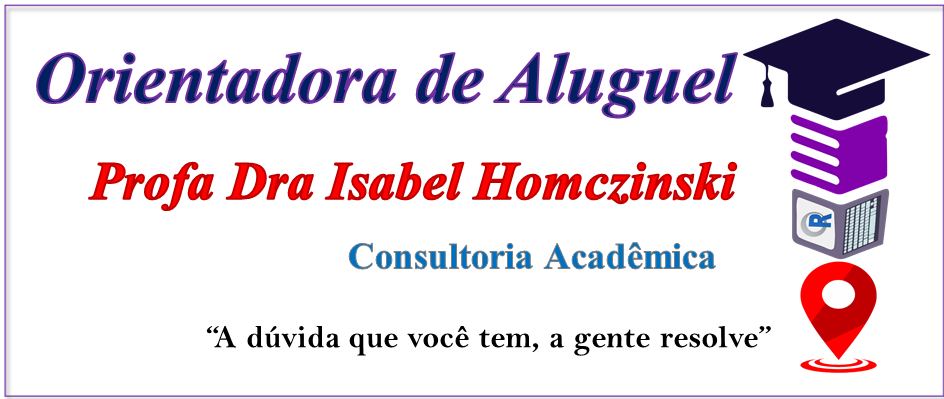 Orientadora de Aluguel
Profa Dra Isabel Homczinski
R
Consultoria Acadêmica
“A dúvida que você tem, a gente resolve”